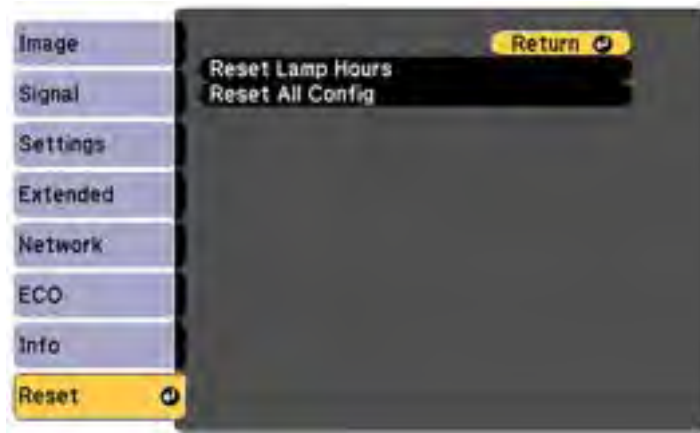 Image
Signal
Settings
Extended
Network
ECO
Info
Reset
Return
Reset Lamp Hours
Reset All Config